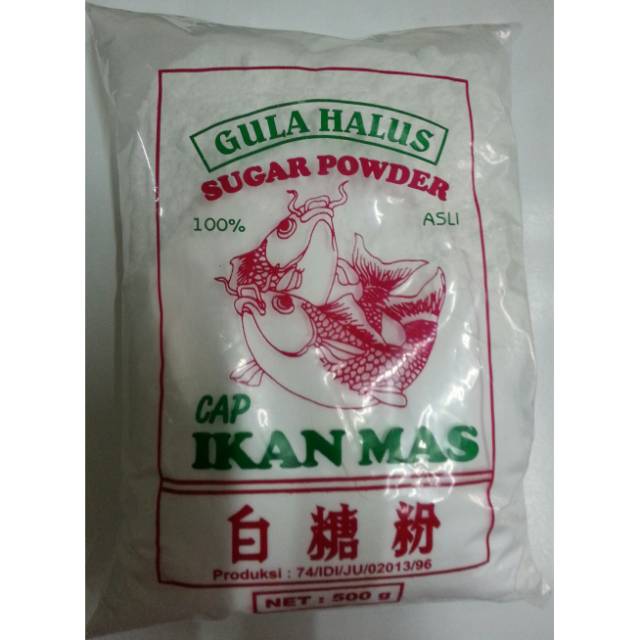 GULA HALUS
SUGAR POWDER
100% ASLI
CAP
IKAN MAS
白糖粉
Produksi : 74/IDI/JU/02013/96
NET : 500 g